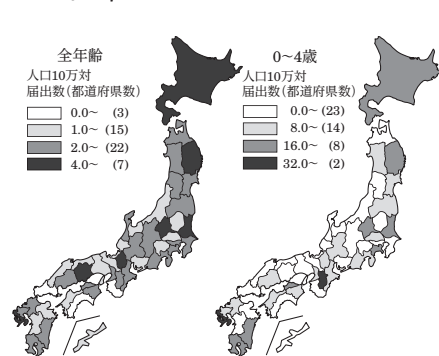 全年齢
人口10万対
届出数(都道府県数)
0.0~ (3)
1.0~ (15)
2.0~ (22)
4.0~ (7)
0~4歳
人口10万対
届出数(都道府県数)
0.0~ (23)
8.0~ (14)
16.0~ (8)
32.0~ (2)